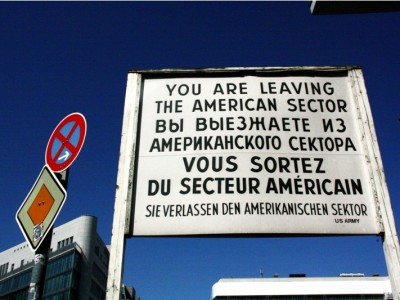 YOU ARE LEAVING
THE AMERICAN SECTOR
ВЫ ВЫЕЗЖАЕТЕ ИЗ
АМЕРИКАНСКОГО СЕКТОРА
VOUS SORTEZ
DU SECTEUR AMÉRICAIN
SIE VERLASSEN DEN AMERIKANISCHEN SEKTOR
US ARMY